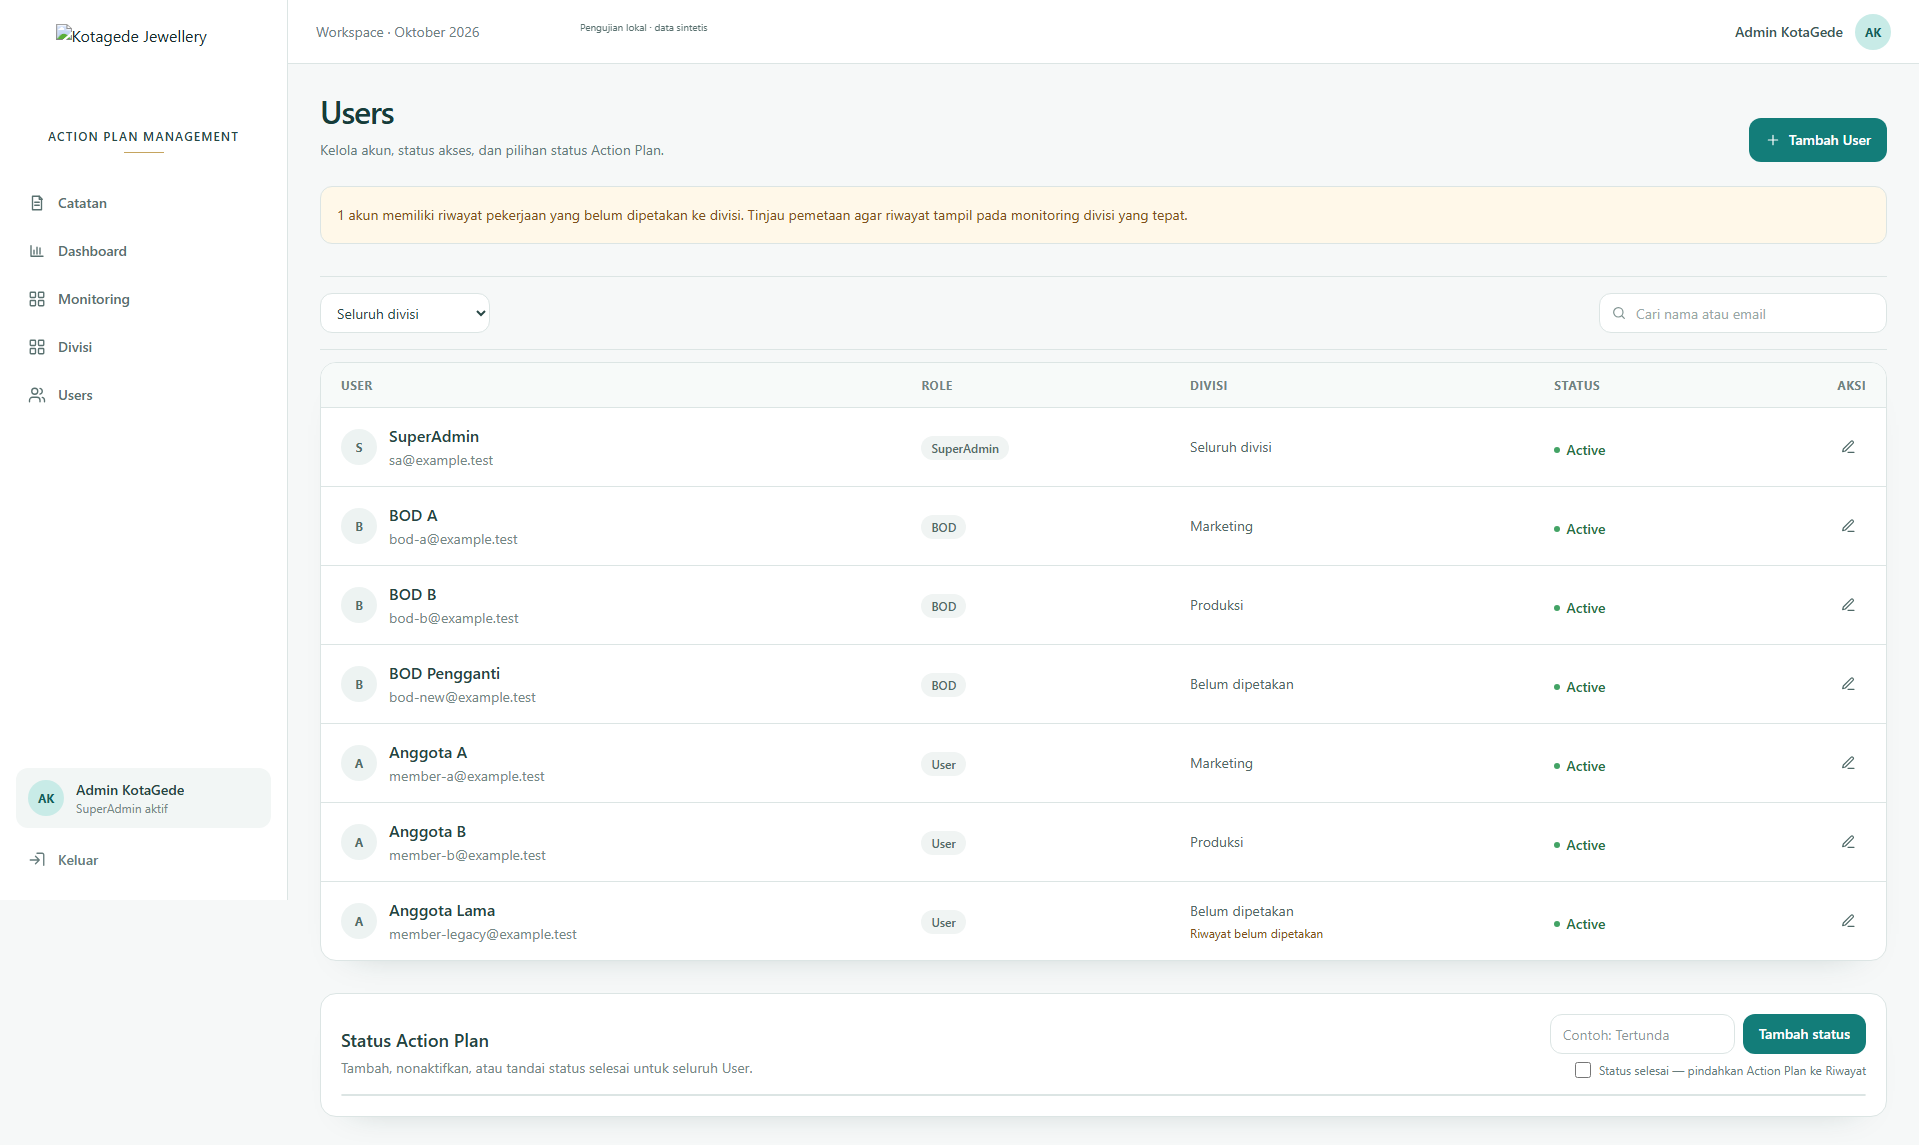 Kotagede Jewellery
ACTION PLAN MANAGEMENT
Catatan
Dashboard
Monitoring
Divisi
Users
AK
Admin KotaGede
SuperAdmin aktif
Keluar
Workspace · Oktober 2026
Pengujian lokal · data sintetis
Admin KotaGede
AK
Users
Kelola akun, status akses, dan pilihan status Action Plan.
Tambah User
1 akun memiliki riwayat pekerjaan yang belum dipetakan ke divisi. Tinjau pemetaan agar riwayat tampil pada monitoring divisi yang tepat.
Seluruh divisi
Cari nama atau email
USER ROLE DIVISI STATUS AKSI
S SuperAdmin SuperAdmin Seluruh divisi Active
sa@example.test
B BOD A BOD Marketing Active
bod-a@example.test
B BOD B BOD Produksi Active
bod-b@example.test
B BOD Pengganti BOD Belum dipetakan Active
bod-new@example.test
A Anggota A User Marketing Active
member-a@example.test
A Anggota B User Produksi Active
member-b@example.test
A Anggota Lama User Belum dipetakan Active
member-legacy@example.test Riwayat belum dipetakan
Status Action Plan
Tambah, nonaktifkan, atau tandai status selesai untuk seluruh User.
Contoh: Tertunda
Tambah status
Status selesai — pindahkan Action Plan ke Riwayat